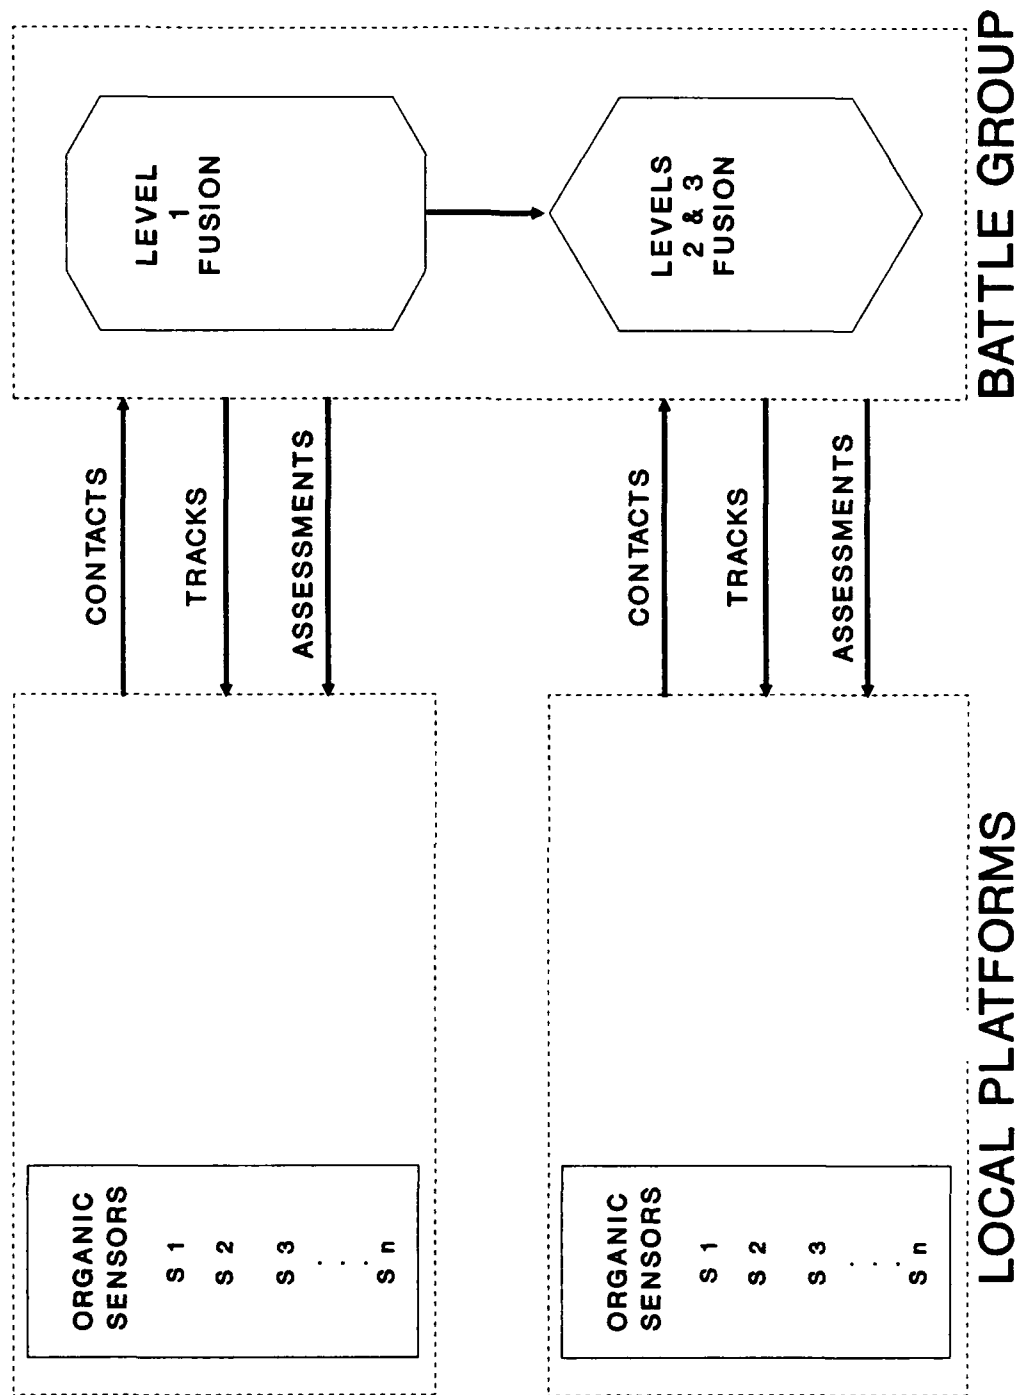 ORGANIC
SENSORS
S 1
S 2
S 3
. . .
S n
CONTACTS
TRACKS
ASSESSMENTS
LEVEL
1
FUSION
ORGANIC
SENSORS
S 1
S 2
S 3
. . .
S n
CONTACTS
TRACKS
ASSESSMENTS
LEVELS
2 & 3
FUSION
LOCAL PLATFORMS
BATTLE GROUP